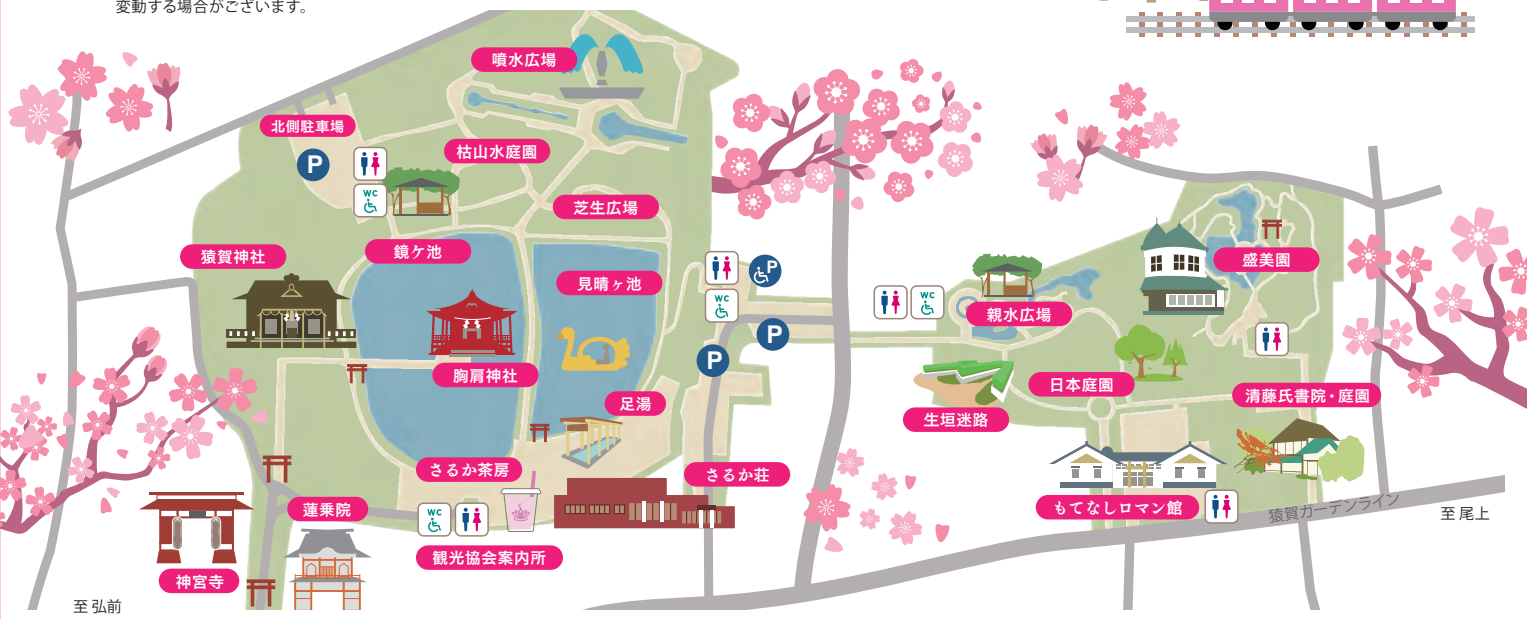 変動する場合がございます。
噴水広場
北側駐車場
P
枯山水庭園
WC
芝生広場
猿賀神社
鏡ケ池
見晴ヶ池
P
WC
P
P
胸肩神社
足湯
さるか茶房
さるか荘
WC
蓮乗院
観光協会案内所
神宮寺
至 弘前
WC
親水広場
盛美園
日本庭園
生垣迷路
清藤氏書院・庭園
もてなしロマン館
猿賀ガーデンライン
至 尾上